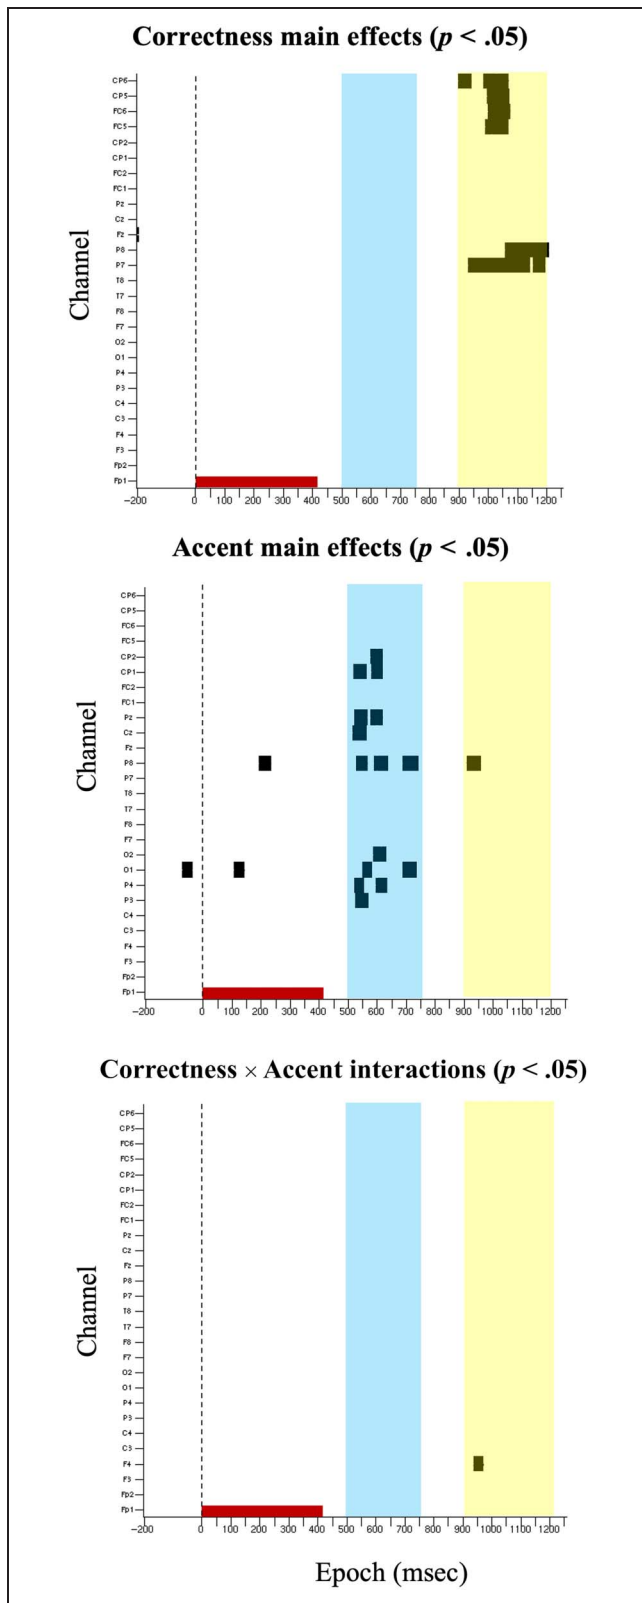 Correctness main effects (p < .05)
CP6
CP5
FC6
FC5
CP2
CP1
FC2
FC1
Pz
Cz
Fz
P8
P7
T8
T7
F8
F7
O2
O1
P4
P3
C4
C3
F4
F3
Fp2
Fp1
Channel
-200 0 100 200 300 400 500 600 700 800 900 1000 1100 1200
Accent main effects (p < .05)
CP6
CP5
FC6
FC5
CP2
CP1
FC2
FC1
Pz
Cz
Fz
P8
P7
T8
T7
F8
F7
O2
O1
P4
P3
C4
C3
F4
F3
Fp2
Fp1
Channel
-200 0 100 200 300 400 500 600 700 800 900 1000 1100 1200
Correctness × Accent interactions (p < .05)
CP6
CP5
FC6
FC5
CP2
CP1
FC2
FC1
Pz
Cz
Fz
P8
P7
T8
T7
F8
F7
O2
O1
P4
P3
C4
C3
F4
F3
Fp2
Fp1
Channel
-200 0 100 200 300 400 500 600 700 800 900 1000 1100 1200
Epoch (msec)